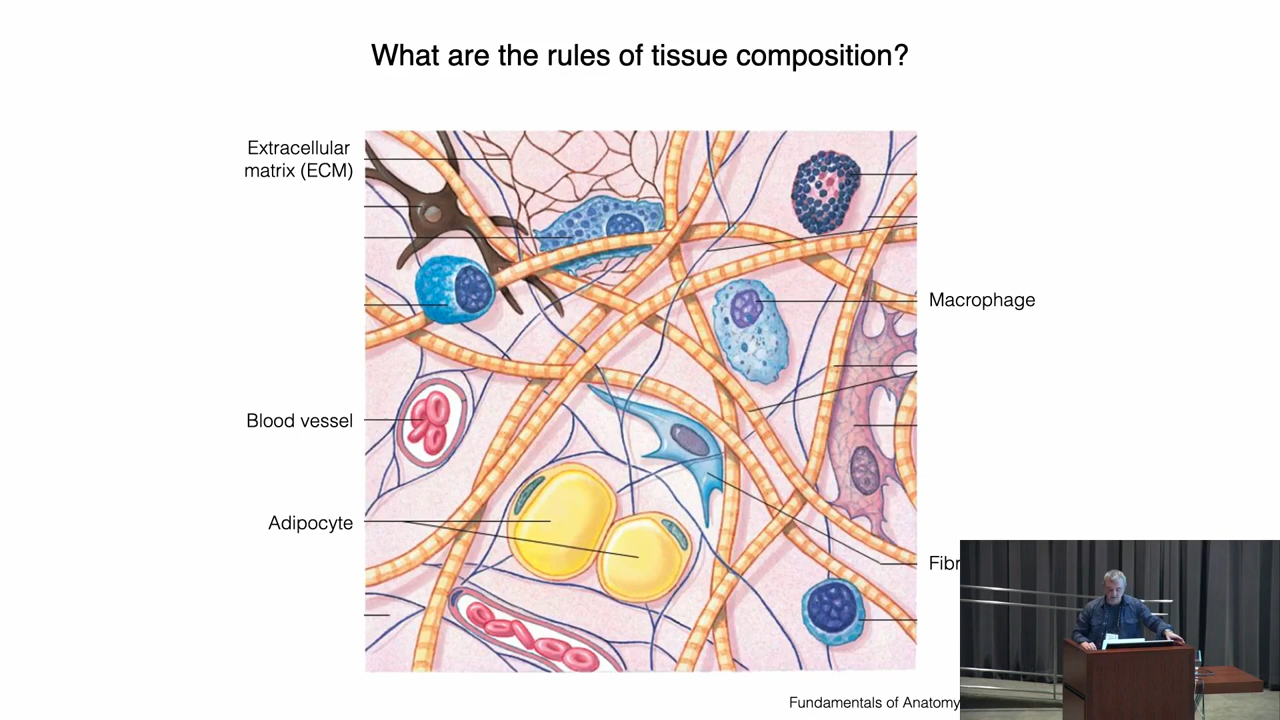 What are the rules of tissue composition?
Extracellular
matrix (ECM)
Macrophage
Blood vessel
Adipocyte
Fibr
Fundamentals of Anatomy